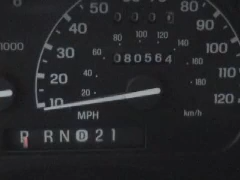 50 60 70 80
1000
40 90
000
80 100 120
30 100
60 080564 140
20 40 160 110
10 20 180 120
MPH km/h
P R N D 2 1